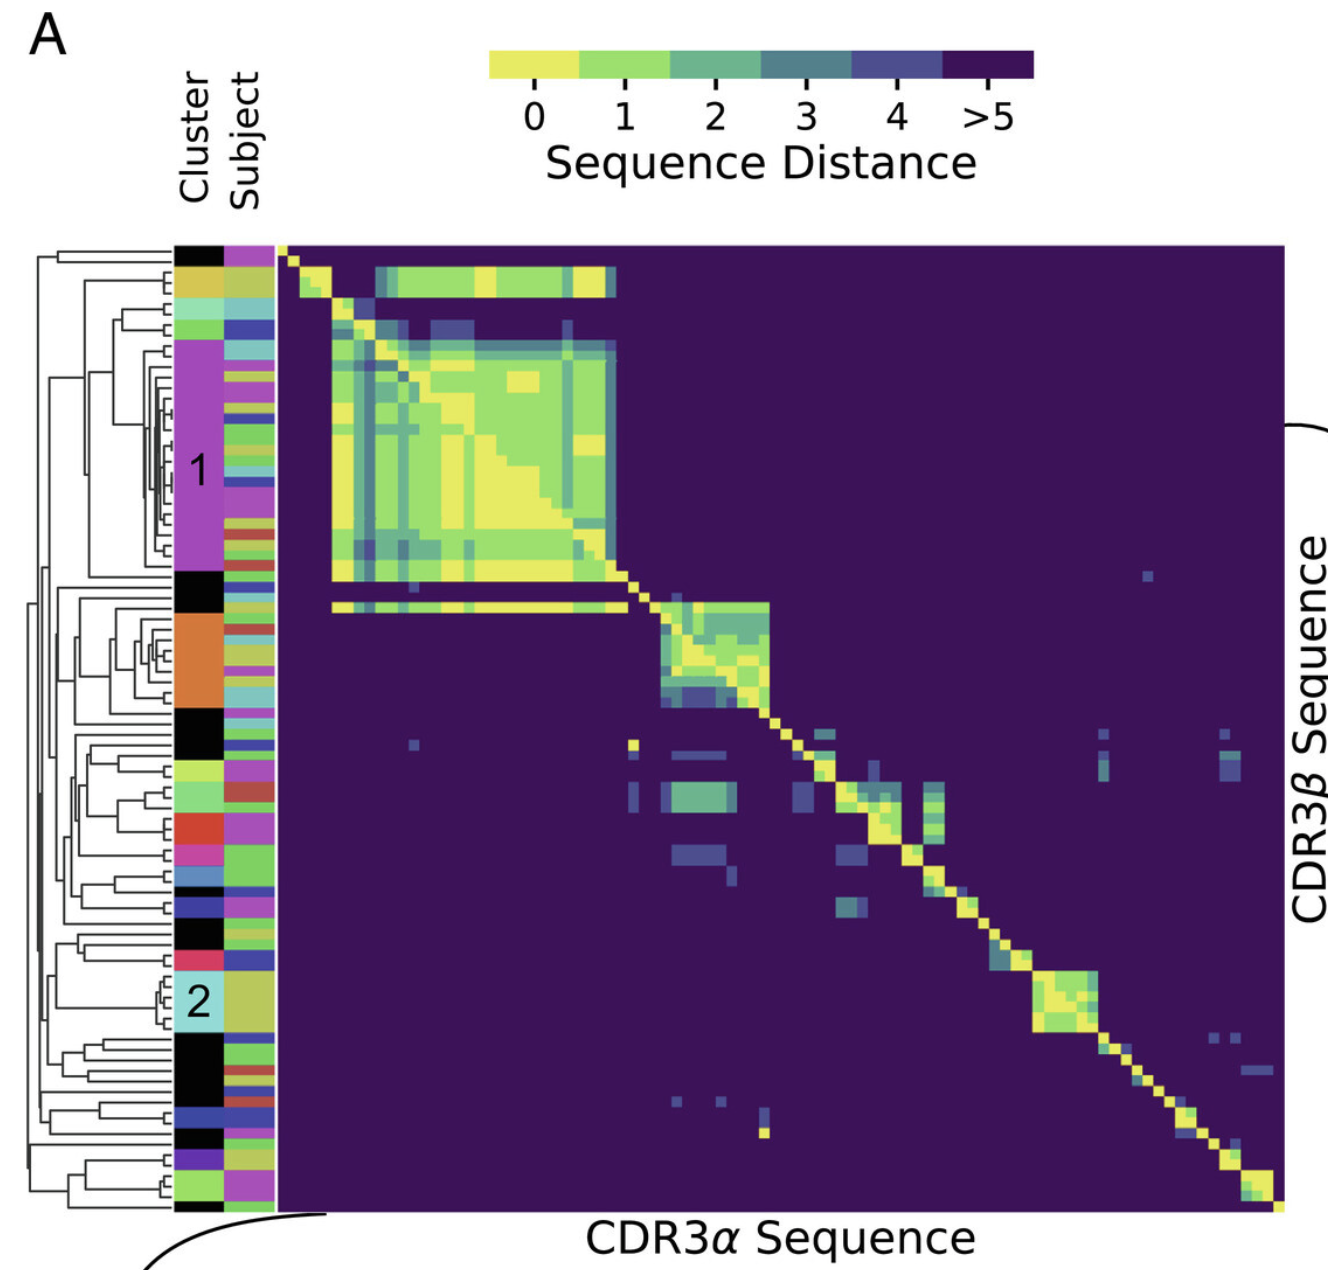 A
Cluster
Subject
0 1 2 3 4 >5
Sequence Distance
1
2
CDR3β Sequence
CDR3α Sequence